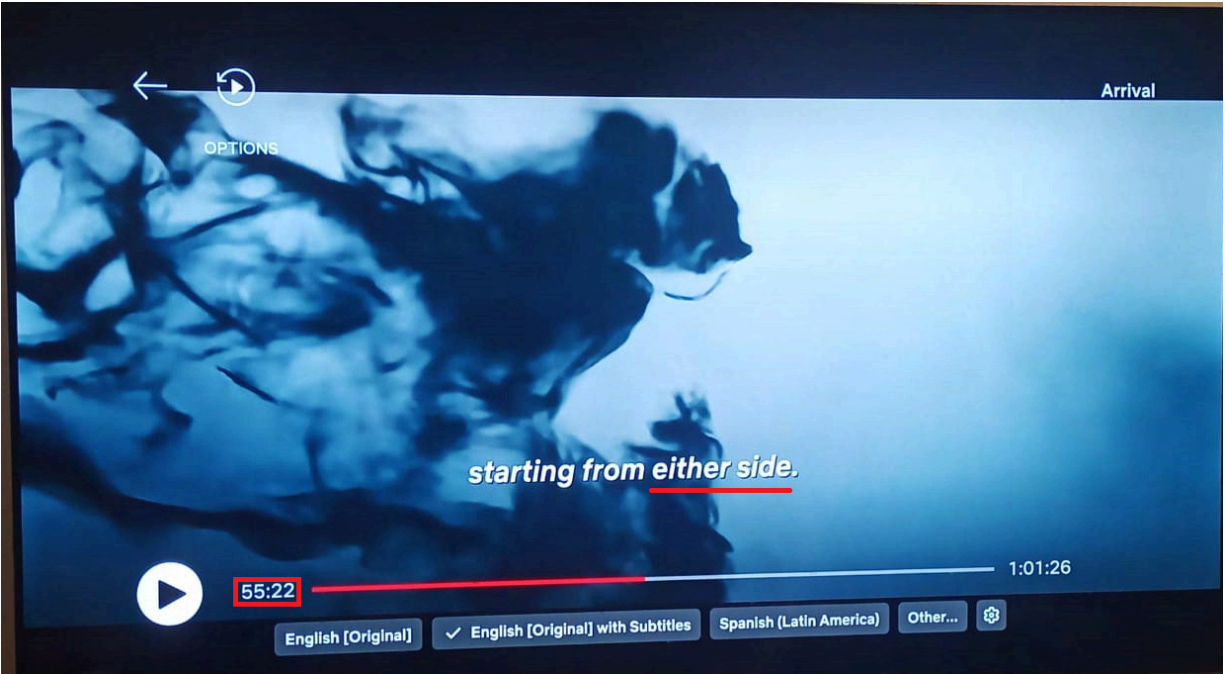 Arrival
OPTIONS
starting from either side.
55:22
1:01:26
English [Original]
English [Original] with Subtitles
Spanish (Latin America)
Other...